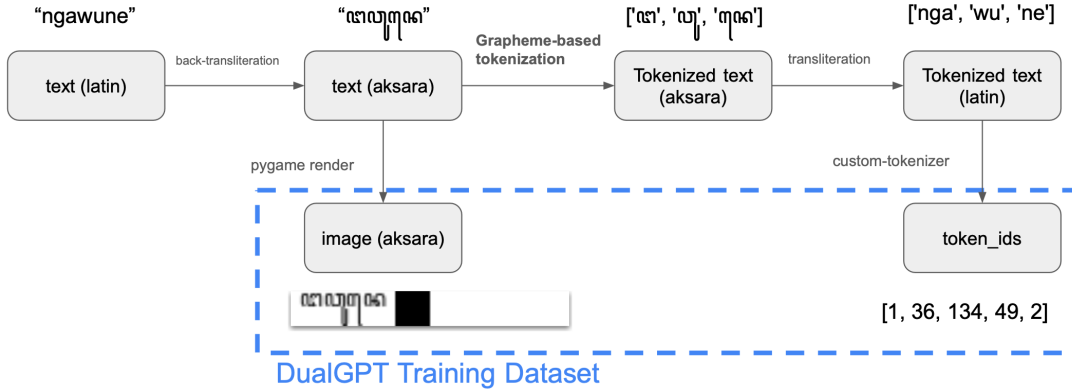 “ngawune”
“ꦔꦮꦸꦤꦺ”
['ꦔ', 'ꦮꦸ', 'ꦤꦺ']
['nga', 'wu', 'ne']
text (latin)
back-transliteration
text (aksara)
Grapheme-based
tokenization
Tokenized text
(aksara)
transliteration
Tokenized text
(latin)
pygame render
custom-tokenizer
image (aksara)
token_ids
ꦔꦮꦸꦤꦺ
[1, 36, 134, 49, 2]
DualGPT Training Dataset